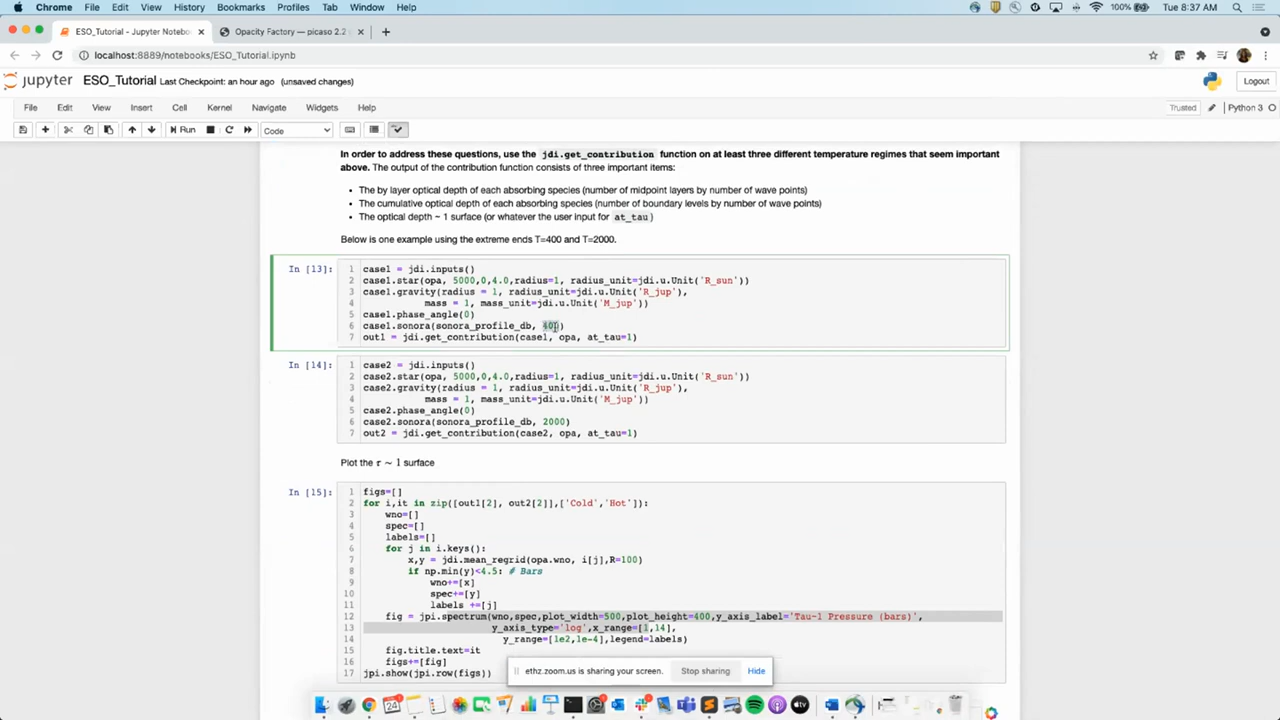 Chrome File Edit View History Bookmarks Profiles Tab Window Help 100% Tue 8:37 AM
ESO_Tutorial - Jupyter Noteboo × Opacity Factory — picaso 2.2 × +
localhost:8889/notebooks/ESO_Tutorial.ipynb
jupyter ESO_Tutorial Last Checkpoint: an hour ago (unsaved changes) Logout
File Edit View Insert Cell Kernel Navigate Widgets Help Trusted Python 3
Run Code
In order to address these questions, use the jdi.get_contribution function on at least three different temperature regimes that seem important
above. The output of the contribution function consists of three important items:
• The by layer optical depth of each absorbing species (number of midpoint layers by number of wave points)
• The cumulative optical depth of each absorbing species (number of boundary levels by number of wave points)
• The optical depth ~ 1 surface (or whatever the user input for at_tau)
Below is one example using the extreme ends T=400 and T=2000.
In [13]: 1 case1 = jdi.inputs()
2 case1.star(opa, 5000,0,4.0,radius=1, radius_unit=jdi.u.Unit('R_sun'))
3 case1.gravity(radius = 1, radius_unit=jdi.u.Unit('R_jup'),
4 mass = 1, mass_unit=jdi.u.Unit('M_jup'))
5 case1.phase_angle(0)
6 case1.sonora(sonora_profile_db, 400)
7 out1 = jdi.get_contribution(case1, opa, at_tau=1)
In [14]: 1 case2 = jdi.inputs()
2 case2.star(opa, 5000,0,4.0,radius=1, radius_unit=jdi.u.Unit('R_sun'))
3 case2.gravity(radius = 1, radius_unit=jdi.u.Unit('R_jup'),
4 mass = 1, mass_unit=jdi.u.Unit('M_jup'))
5 case2.phase_angle(0)
6 case2.sonora(sonora_profile_db, 2000)
7 out2 = jdi.get_contribution(case2, opa, at_tau=1)
Plot the τ ~ 1 surface
In [15]: 1 figs=[]
2 for i,it in zip([out1[2], out2[2]],['Cold','Hot']):
3 wno=[]
4 spec=[]
5 labels=[]
6 for j in i.keys():
7 x,y = jdi.mean_regrid(opa.wno, i[j],R=100)
8 if np.min(y)<4.5: # Bars
9 wno+=[x]
10 spec+=[y]
11 labels +=[j]
12 fig = jpi.spectrum(wno,spec,plot_width=500,plot_height=400,y_axis_label='Tau~1 Pressure (bars)',
13 y_axis_type='log',x_range=[1,14],
14 y_range=[1e2,1e-4],legend=labels)
15 fig.title.text=it
16 figs+=[fig]
17 jpi.show(jpi.row(figs))
ethz.zoom.us is sharing your screen. Stop sharing Hide